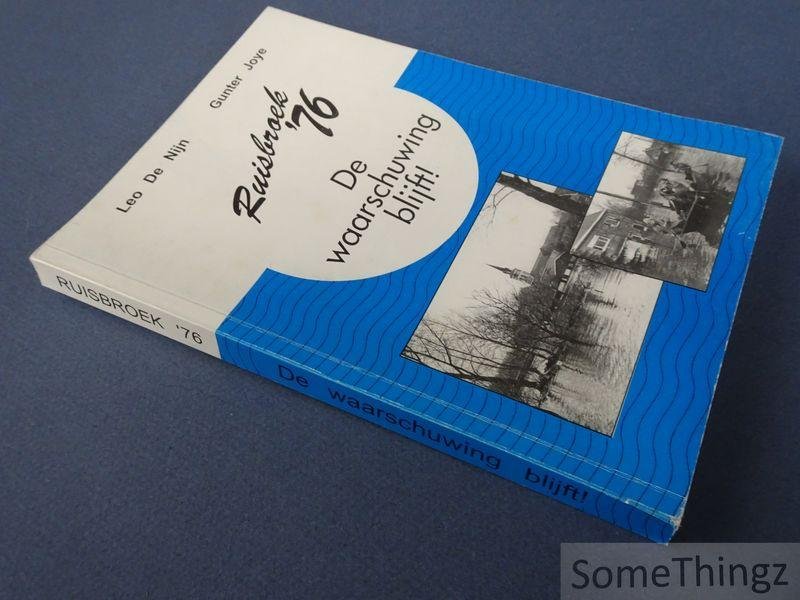 Leo De Nijn Gunter Joye
Ruisbroek
'76
De
waarschuwing
blijft!
RUISBROEK '76 De waarschuwing blijft!
SomeThingz